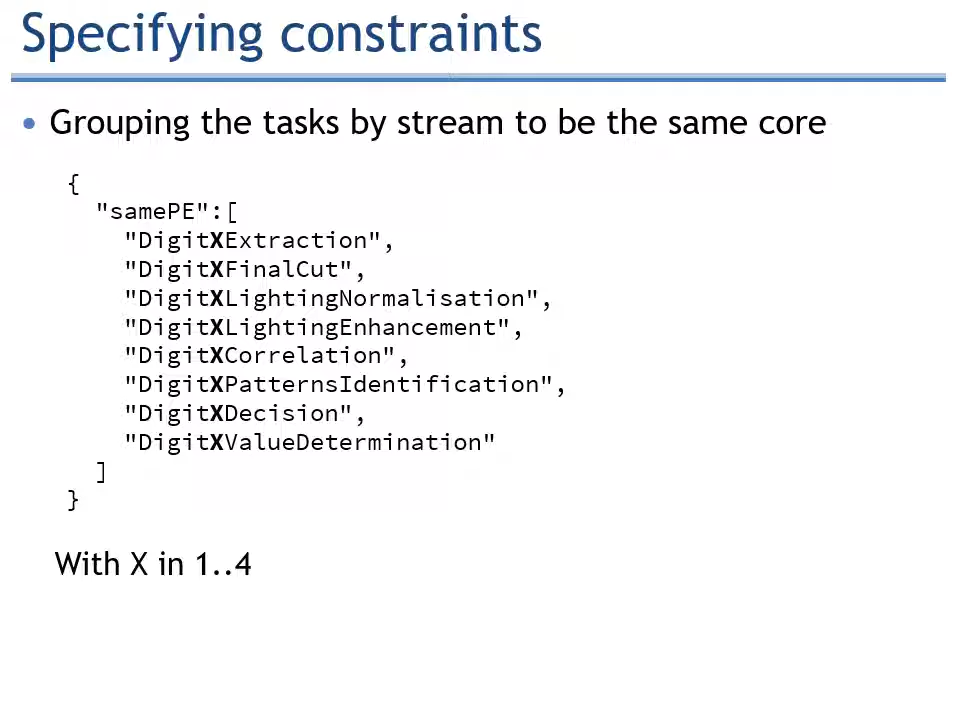 Specifying constraints
• Grouping the tasks by stream to be the same core
{
"samePE":[
"DigitXExtraction",
"DigitXFinalCut",
"DigitXLightingNormalisation",
"DigitXLightingEnhancement",
"DigitXCorrelation",
"DigitXPatternsIdentification",
"DigitXDecision",
"DigitXValueDetermination"
]
}
With X in 1..4